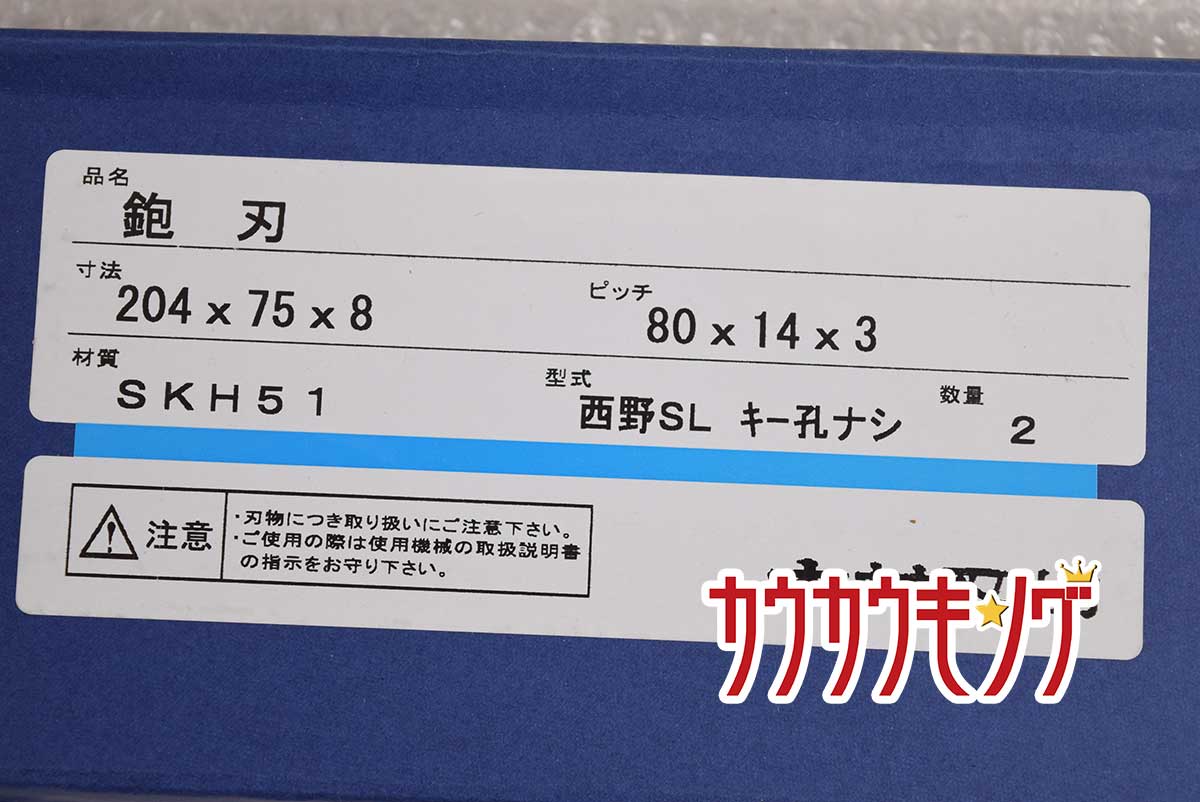 品名
鉋 刃
寸法
204 x 75 x 8
ピッチ
80 x 14 x 3
材質
SKH51
型式
西野SL キー孔ナシ
数量
2
注意
・刃物につき取り扱いにご注意下さい。
・ご使用の際は使用機械の取扱説明書
の指示をお守り下さい。
カウカウキング